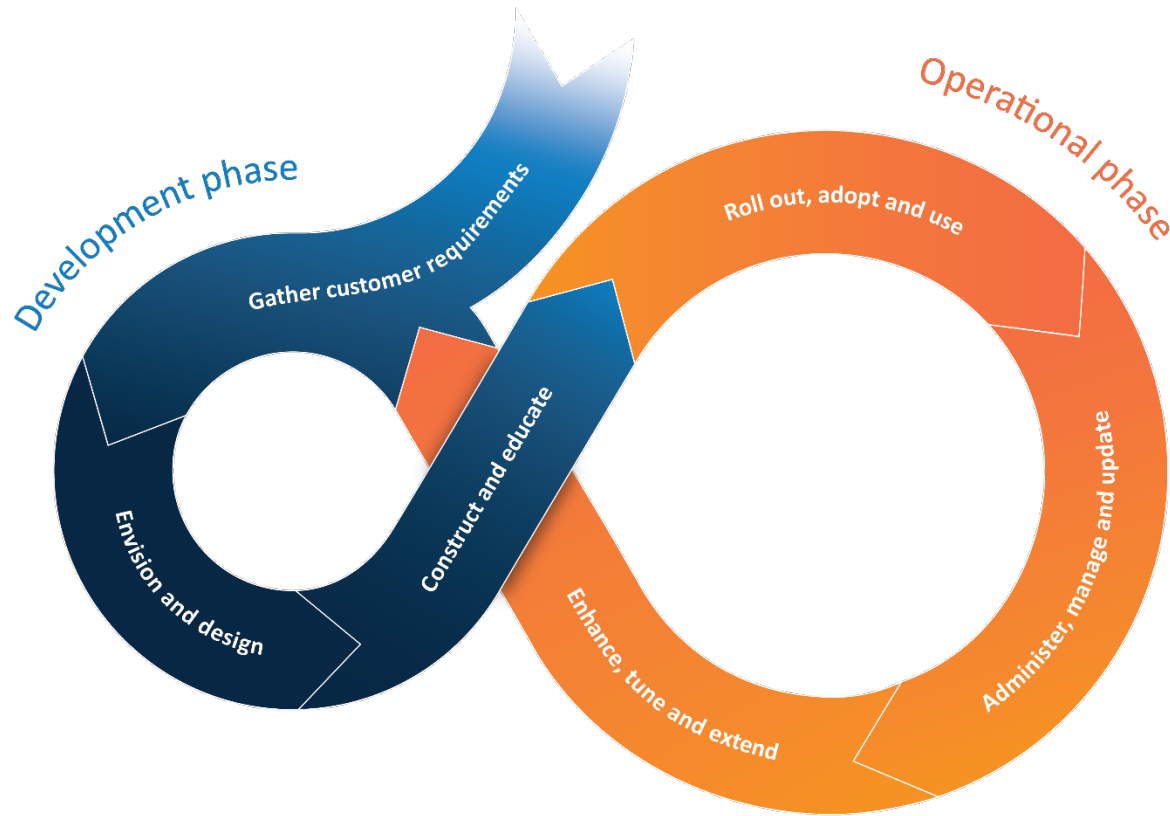 Development phase
Gather customer requirements
Envision and design
Construct and educate
Operational phase
Roll out, adopt and use
Administer, manage and update
Enhance, tune and extend